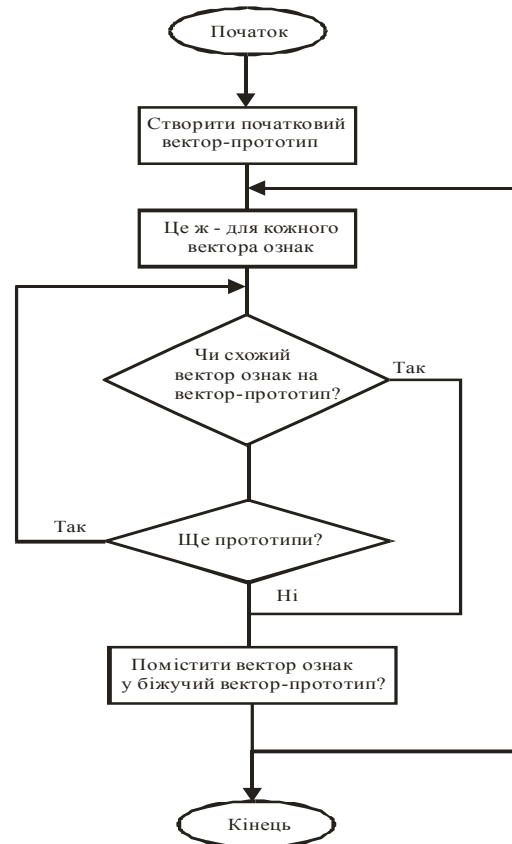 Початок
Створити початковий
вектор-прототип
Це ж - для кожного
вектора ознак
Чи схожий
вектор ознак на
вектор-прототип?
Так
Так
Ще прототипи?
Ні
Помістити вектор ознак
у біжучий вектор-прототип?
Кінець